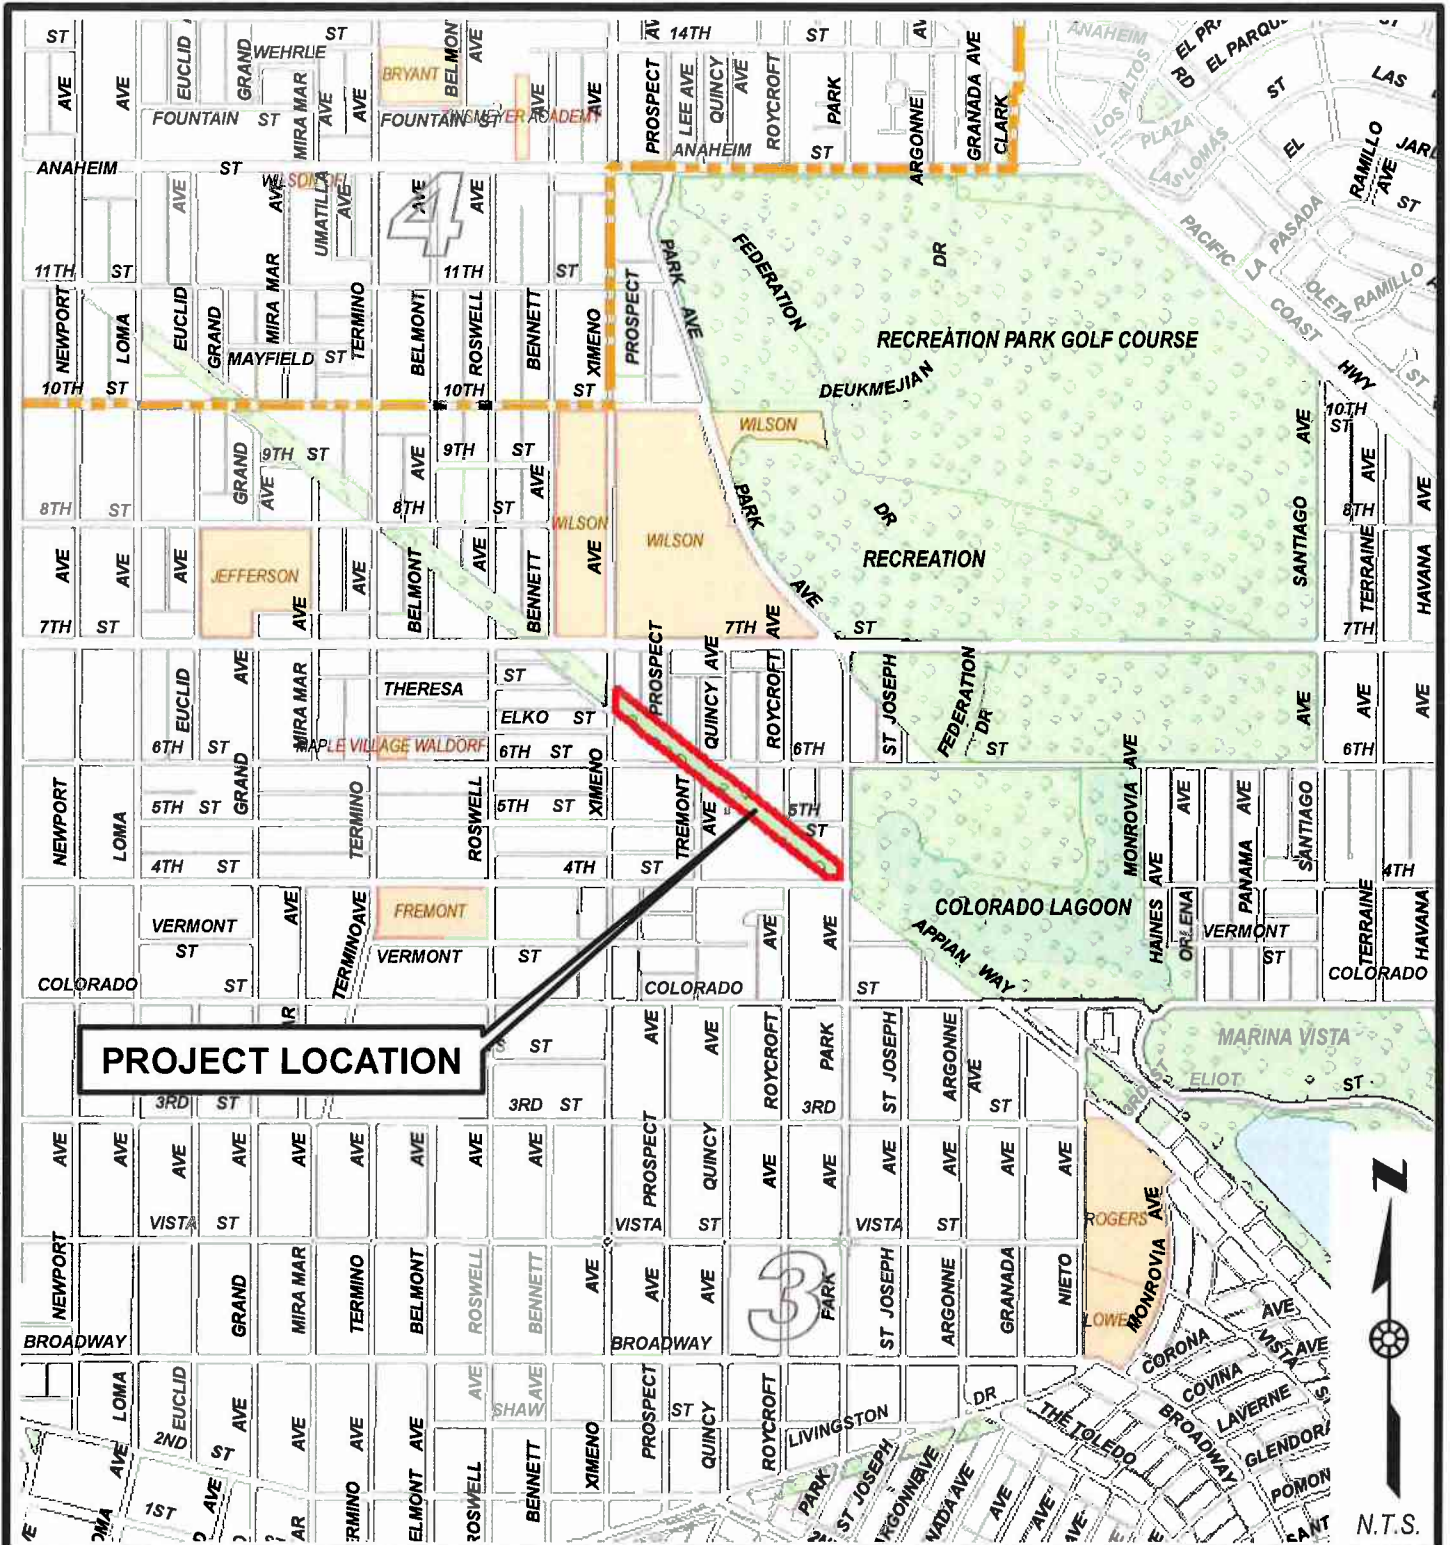 ST
EUCLID
GRAND
WEHRLE
ST
BELMONT
AVE
AV
14TH
ST
AV
GRANADA AVE
ANAHEIM
EL PARQUE
ST
AVE
AVE
MIRA MAR
AVE
AVE
BRYANT
AVE
AVE
PROSPECT
LEE AVE
QUINCY
AVE
ROYCROFT
PARK
ARGONNE
CLARK
LOS ALTOS
RD
ST
LAS
FOUNTAIN ST
FOUNTAIN ST
PLAZA
LAS LOMAS
EL
RAMILLO
AVE
ANAHEIM
ST
ANAHEIM
ST
ST
AVE
AVE
UMATILLA
AVE
4
AVE
AVE
PACIFIC
LA PASADA
11TH
ST
MIRA MAR
11TH
ST
PARK
AVE
FEDERATION
DR
COAST
OLETA
RAMILLO
NEWPORT
LOMA
EUCLID
GRAND
TERMINO
BELMONT
ROSWELL
BENNETT
XIMENO
PROSPECT
RECREATION PARK GOLF COURSE
MAYFIELD ST
DEUKMEJIAN
HWY
ST
10TH ST
10TH
ST
10TH
ST
GRAND
AVE
9TH ST
AVE
9TH
ST
AVE
WILSON
AVE
AVE
AVE
8TH
ST
8TH
ST
WILSON
WILSON
PARK
DR
SANTIAGO
8TH
AVE
AVE
AVE
JEFFERSON
AVE
BELMONT
AVE
BENNETT
AVE
RECREATION
TERRAINE
HAVANA
7TH
ST
AVE
7TH
AVE
AVE
ST
7TH
EUCLID
AVE
MIRA MAR
THERESA
ST
PROSPECT
QUINCY
AVE
ROYCROFT
ST JOSEPH
FEDERATION
DR
AVE
AVE
AVE
ELKO
ST
6TH
ST
MAPLE VILLAGE WALDORF
6TH
ST
6TH
ST
6TH
NEWPORT
LOMA
5TH
ST
GRAND
TERMINO
ROSWELL
5TH
ST
XIMENO
TREMONT
AVE
5TH
ST
MONROVIA AVE
AVE
AVE
SANTIAGO
4TH
ST
4TH
ST
4TH
VERMONT
ST
AVE
TERMINO AVE
FREMONT
AVE
AVE
COLORADO LAGOON
HAINES AVE
PANAMA
VERMONT
ST
TERRAINE
HAVANA
VERMONT
ST
APPIAN WAY
COLORADO
ST
COLORADO
ST
COLORADO
PROJECT LOCATION
ST
AVE
AVE
ROYCROFT
PARK
ST JOSEPH
ARGONNE
AVE
MARINA VISTA
3RD ST
3RD ST
3RD
ST
3RD ST
ELIOT
ST
AVE
AVE
AVE
AVE
AVE
AVE
AVE
AVE
AVE
PROSPECT
QUINCY
AVE
AVE
AVE
AVE
AVE
AVE
VISTA ST
VISTA
ST
VISTA
ST
ROGERS
MONROVIA AVE
NEWPORT
GRAND
MIRA MAR
TERMINO
BELMONT
ROSWELL
BENNETT
AVE
AVE
AVE
3
PARK
ST JOSEPH
ARGONNE
GRANADA
NIETO
AVE
BROADWAY
BROADWAY
CORONA
VISTA
AVE
LOMA
EUCLID
AVE
AVE
SHAW
AVE
PROSPECT
ST
QUINCY
ROYCROFT
LIVINGSTON
DR
COVINA
LAVERNE
2ND
ST
AVE
AVE
AVE
AVE
XIMENO
THE TOLEDO
BROADWAY
1ST
AVE
ROSWELL
BENNETT
PARK
ST JOSEPH
AVE
AVE
AVE
AVE
AVE
N.T.S.